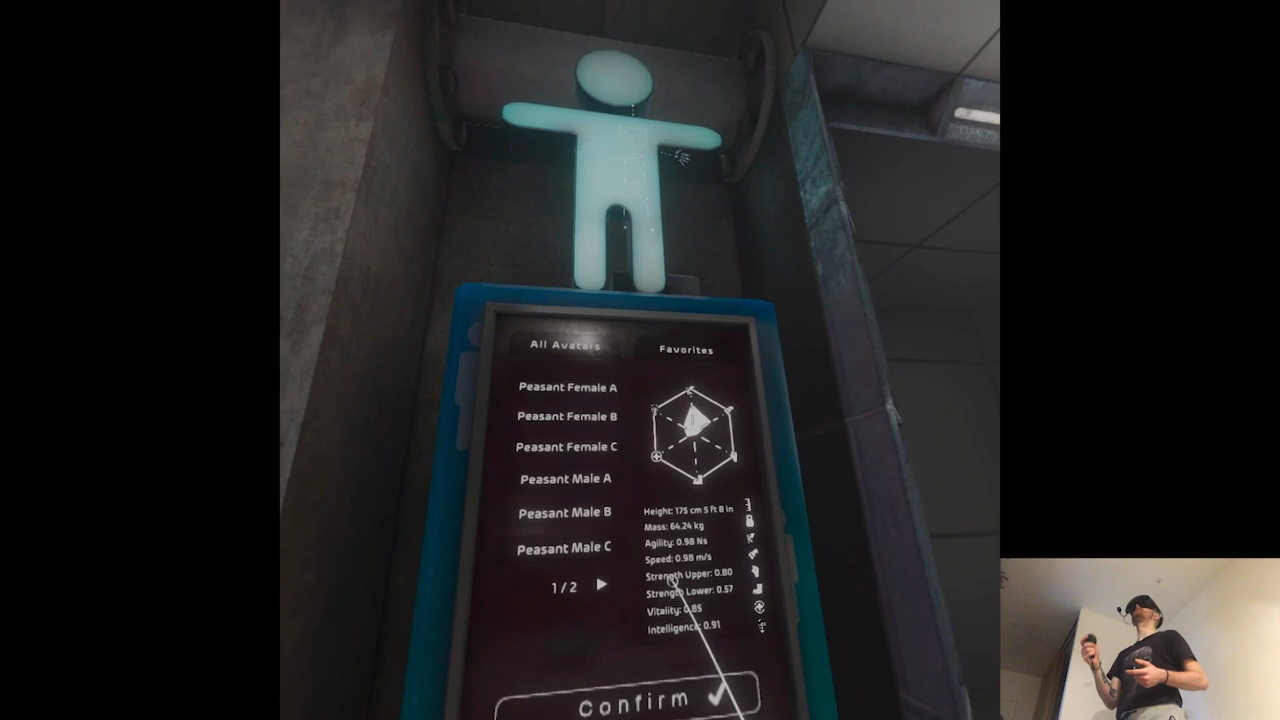 All Avatars
Favorites
Peasant Female A
Peasant Female B
Peasant Female C
Peasant Male A
Peasant Male B
Peasant Male C
1/2
Height: 175 cm 5 ft 8 in
Mass: 64.24 kg
Agility: 0.98 Ns
Speed: 0.98 m/s
Strength Upper: 0.80
Strength Lower: 0.57
Vitality: 0.85
Intelligence: 0.91
Confirm